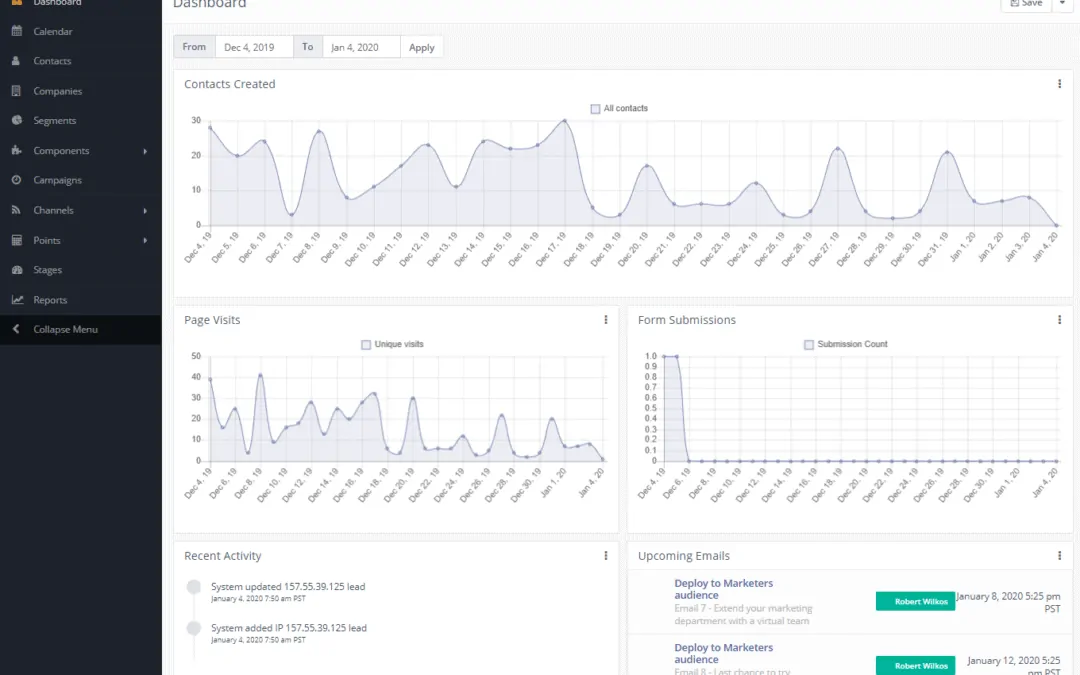 Dashboard
Calendar
Contacts
Companies
Segments
Components
Campaigns
Channels
Points
Stages
Reports
Collapse Menu
Dashboard
Save
From
Dec 4, 2019
To
Jan 4, 2020
Apply
Contacts Created
All contacts
30
20
10
0
Dec 4, 19
Dec 5, 19
Dec 6, 19
Dec 7, 19
Dec 8, 19
Dec 9, 19
Dec 10, 19
Dec 11, 19
Dec 12, 19
Dec 13, 19
Dec 14, 19
Dec 15, 19
Dec 16, 19
Dec 17, 19
Dec 18, 19
Dec 19, 19
Dec 20, 19
Dec 21, 19
Dec 22, 19
Dec 23, 19
Dec 24, 19
Dec 25, 19
Dec 26, 19
Dec 27, 19
Dec 28, 19
Dec 29, 19
Dec 30, 19
Dec 31, 19
Jan 1, 20
Jan 2, 20
Jan 3, 20
Jan 4, 20
Page Visits
Unique visits
50
40
30
20
10
0
Dec 4, 19
Dec 6, 19
Dec 8, 19
Dec 10, 19
Dec 12, 19
Dec 14, 19
Dec 16, 19
Dec 18, 19
Dec 20, 19
Dec 22, 19
Dec 24, 19
Dec 26, 19
Dec 28, 19
Dec 30, 19
Jan 1, 20
Jan 4, 20
Form Submissions
Submission Count
1.0
0.9
0.8
0.7
0.6
0.5
0.4
0.3
0.2
0.1
0
Dec 4, 19
Dec 6, 19
Dec 8, 19
Dec 10, 19
Dec 12, 19
Dec 14, 19
Dec 16, 19
Dec 18, 19
Dec 20, 19
Dec 22, 19
Dec 24, 19
Dec 26, 19
Dec 28, 19
Dec 30, 19
Jan 1, 20
Jan 4, 20
Recent Activity
System updated 157.55.39.125 lead
January 4, 2020 7:50 am PST
System added IP 157.55.39.125 lead
January 4, 2020 7:50 am PST
Upcoming Emails
Deploy to Marketers
audience
Email 7 - Extend your marketing
department with a virtual team
Robert Wilkos
January 8, 2020 5:25 pm
PST
Deploy to Marketers
audience
Email 8 - Last chance to try
Robert Wilkos
January 12, 2020 5:25
pm PST